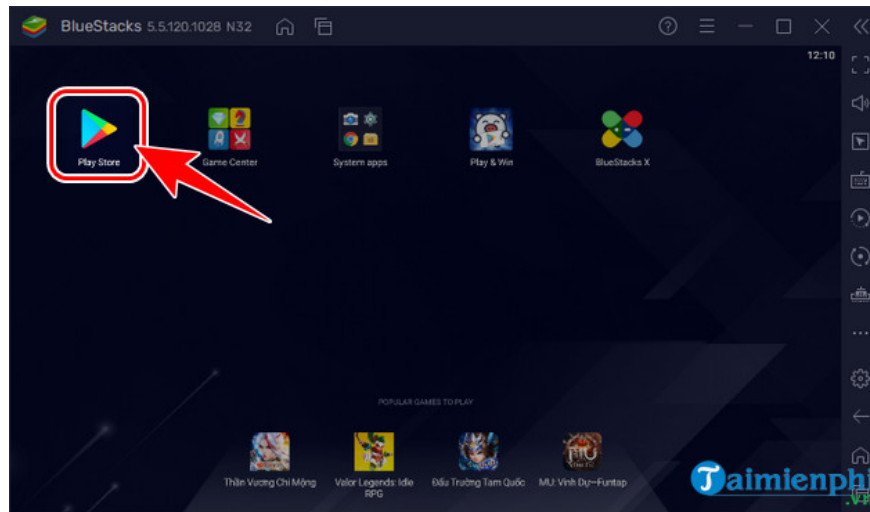 BlueStacks 5.5.120.1028 N32
12:10
Play Store
Game Center
System apps
Play & Win
BlueStacks X
POPULAR GAMES TO PLAY
Thần Vương Chi Mộng
Valor Legends: Idle
RPG
Đấu Trường Tam Quốc
MU: Vinh Dự—Funtap
Taimienphi
.vn